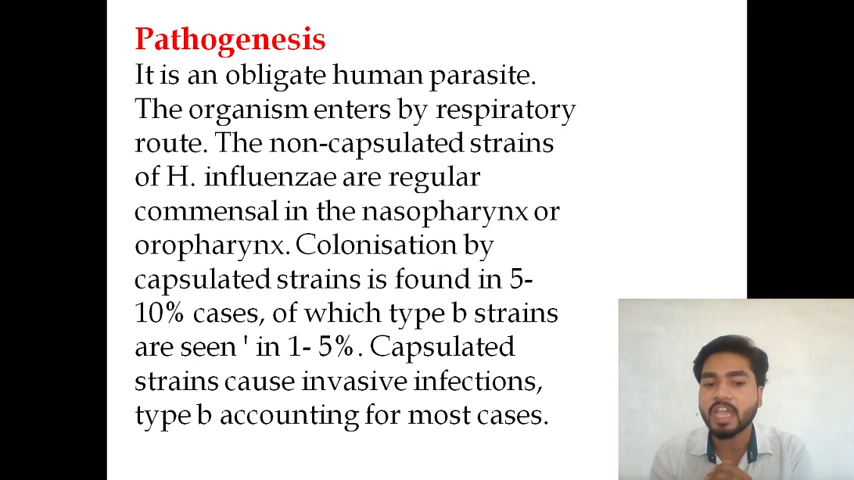 Pathogenesis
It is an obligate human parasite.
The organism enters by respiratory
route. The non-capsulated strains
of H. influenzae are regular
commensal in the nasopharynx or
oropharynx. Colonisation by
capsulated strains is found in 5-
10% cases, of which type b strains
are seen ' in 1- 5%. Capsulated
strains cause invasive infections,
type b accounting for most cases.